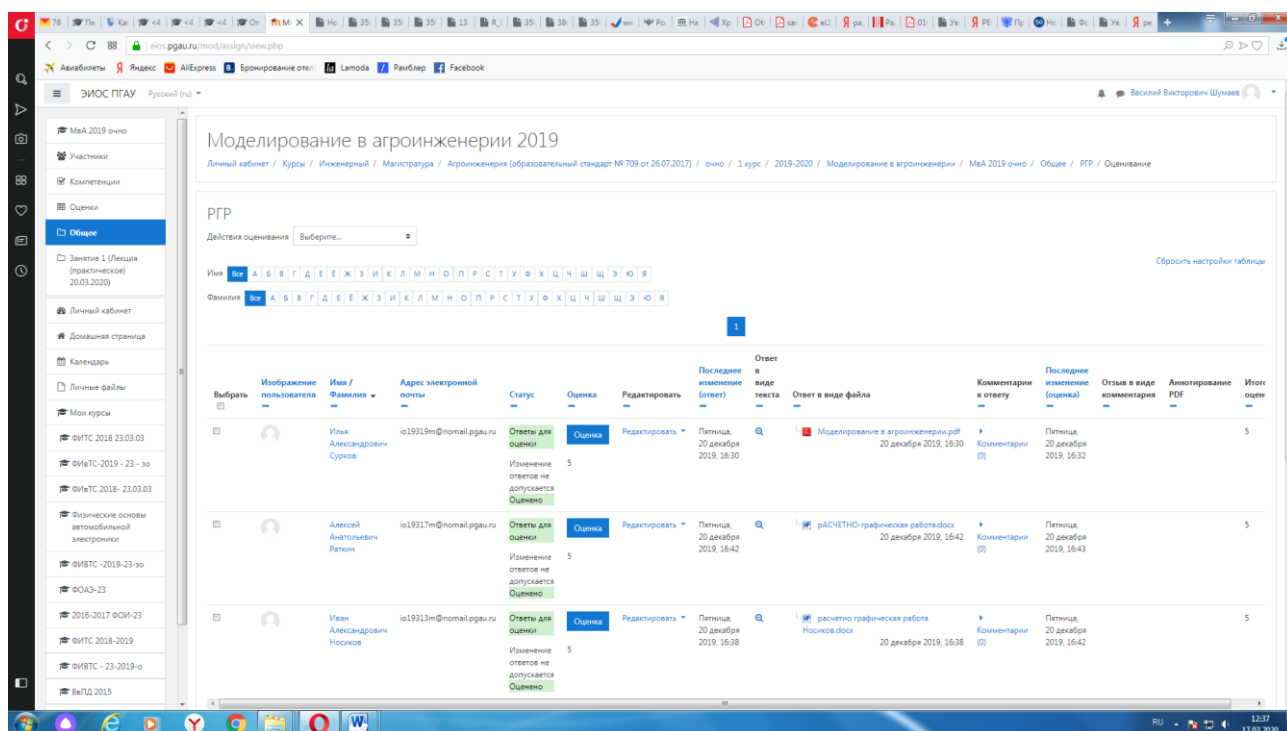 eios.pgau.ru/mod/assign/view.php
Авиабилеты Яндекс AliExpress Бронирование отел Lamoda Рамблер Facebook
ЭИОС ПГАУ Русский (ru)
Василий Викторович Шумаев
МвА 2019 очно
Участники
Компетенции
Оценки
Общее
Занятие 1 (Лекция
(практическое)
20.03.2020)
Личный кабинет
Домашняя страница
Календарь
Личные файлы
Мои курсы
ФИТС 2018 23.03.03
ФИвТС-2019 - 23 - зо
ФИвТС 2018- 23.03.03
Физические основы
автомобильной
электроники
ФИВТС -2019-23-зо
ФОАЭ-23
2016-2017 ФОИ-23
ФИТС 2018-2019
ФИВТС - 23-2019-о
ВвПД 2015
Моделирование в агроинженерии 2019
Личный кабинет / Курсы / Инженерный / Магистратура / Агроинженерия (образовательный стандарт № 709 от 26.07.2017) / очно / 1 курс / 2019-2020 / Моделирование в агроинженерии / МвА 2019 очно / Общее / РГР / Оценивание
РГР
Действия оценивания Выберите...
Сбросить настройки таблицы
Имя Все А Б В Г Д Е Ё Ж З И К Л М Н О П Р С Т У Ф Х Ц Ч Ш Щ Э Ю Я
Фамилия Все А Б В Г Д Е Ё Ж З И К Л М Н О П Р С Т У Ф Х Ц Ч Ш Щ Э Ю Я
1
Выбрать
Изображение
пользователя
Имя /
Фамилия
Адрес электронной
почты
Статус
Оценка
Редактировать
Последнее
изменение
(ответ)
Ответ
в
виде
текста
Ответ в виде файла
Комментарии
к ответу
Последнее
изменение
(оценка)
Отзыв в виде
комментария
Аннотирование
PDF
Итого
оцен
Илья
Александрович
Сурков
io19319m@nomail.pgau.ru
Ответы для
оценки
Изменение
ответов не
допускается
Оценено
Оценка
5
Редактировать
Пятница,
20 декабря
2019, 16:30
Моделирование в агроинженерии.pdf
20 декабря 2019, 16:30
Комментарии
(0)
Пятница,
20 декабря
2019, 16:32
5
Алексей
Анатольевич
Раткин
io19317m@nomail.pgau.ru
Ответы для
оценки
Изменение
ответов не
допускается
Оценено
Оценка
5
Редактировать
Пятница,
20 декабря
2019, 16:42
рАСЧЕТНО-графическая работа.docx
20 декабря 2019, 16:42
Комментарии
(0)
Пятница,
20 декабря
2019, 16:43
5
Иван
Александрович
Носиков
io19313m@nomail.pgau.ru
Ответы для
оценки
Изменение
ответов не
допускается
Оценено
Оценка
5
Редактировать
Пятница,
20 декабря
2019, 16:38
расчетно графическая работа
Носиков.docx
20 декабря 2019, 16:38
Комментарии
(0)
Пятница,
20 декабря
2019, 16:42
5
RU
12:37
17.03.2020